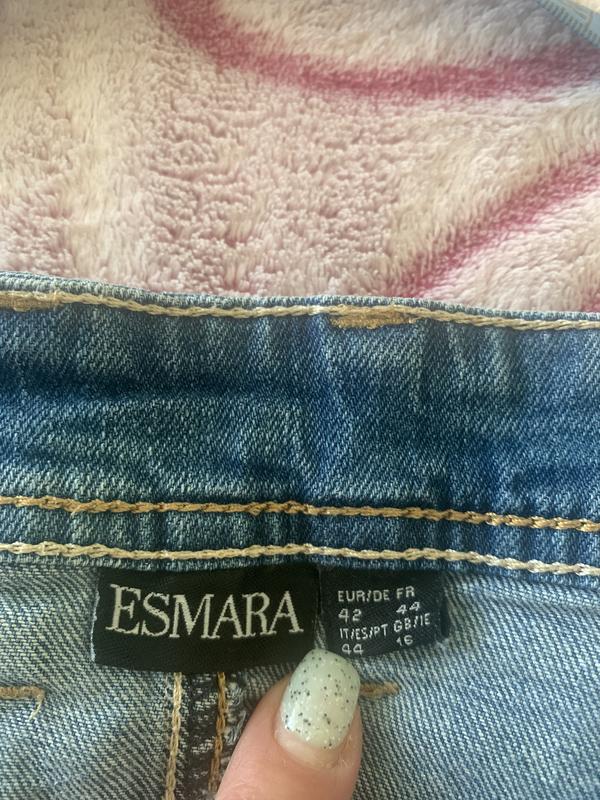 ESMARA
EUR/DE FR
42 44
IT/ES/PT GB/IE
44 16